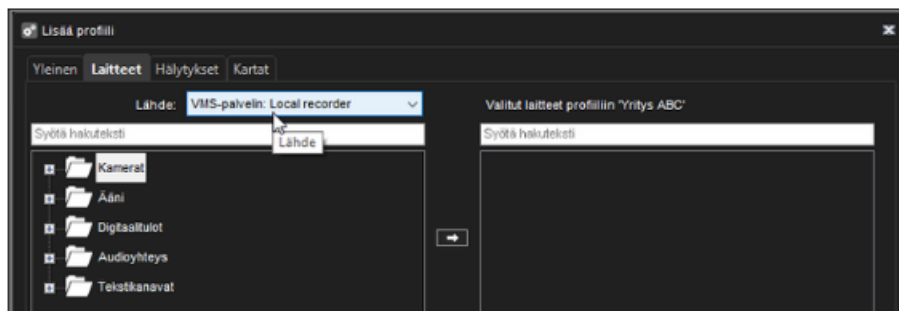 Lisää profiili
Yleinen Laitteet Hälytykset Kartat
Lähde: VMS-palvelin: Local recorder
Valitut laitteet profiiliin 'Yritys ABC'
Syötä hakuteksti
Syötä hakuteksti
Lähde
Kamerat
Ääni
Digitaalitulot
Audioyhteys
Tekstikanavat